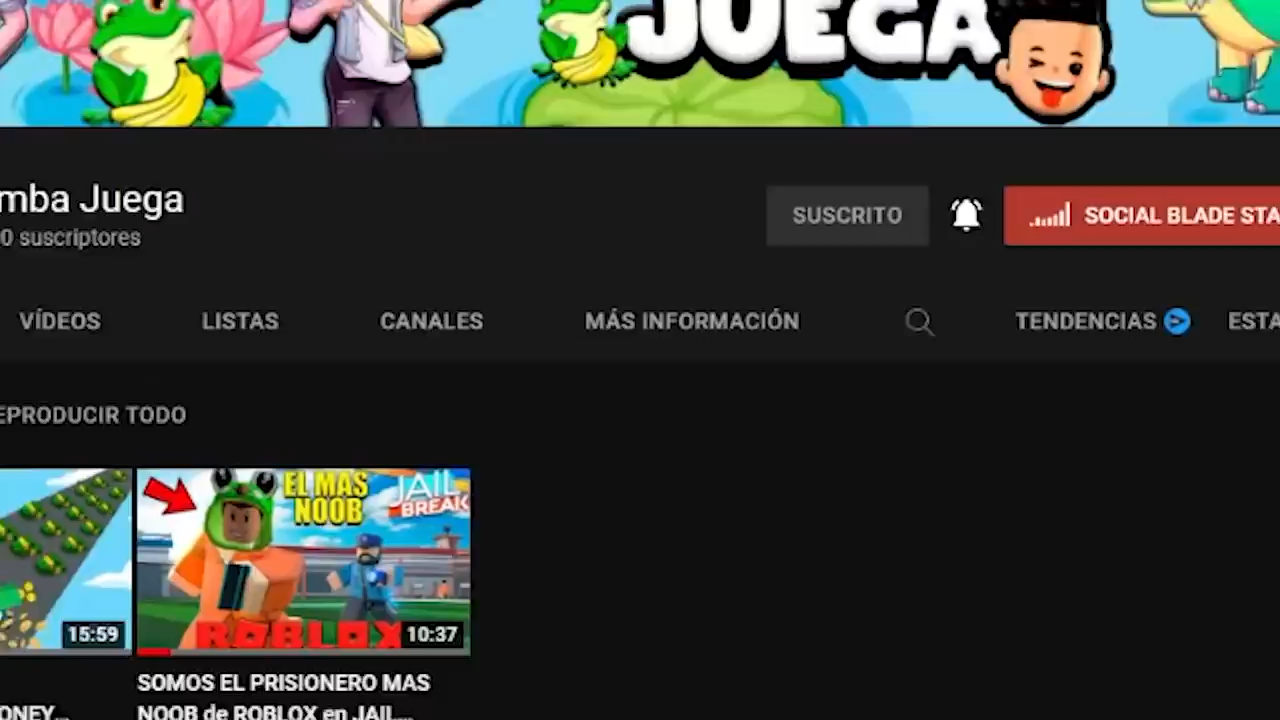 JUEGA
mba Juega
0 suscriptores
SUSCRITO
SOCIAL BLADE STA
VÍDEOS
LISTAS
CANALES
MÁS INFORMACIÓN
TENDENCIAS
ESTA
EPRODUCIR TODO
EL MAS
NOOB
JAIL
BREAK
ROBLOX
15:59
10:37
ONEY...
SOMOS EL PRISIONERO MAS
NOOB de ROBLOX en JAIL...